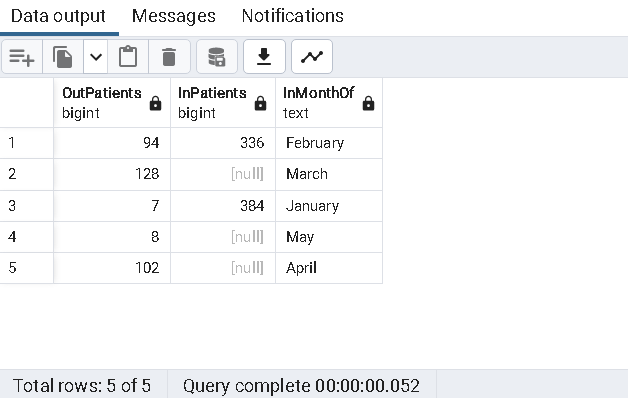 Data output Messages Notifications
OutPatients InPatients InMonthOf
bigint bigint text
1 94 336 February
2 128 [null] March
3 7 384 January
4 8 [null] May
5 102 [null] April
Total rows: 5 of 5 Query complete 00:00:00.052